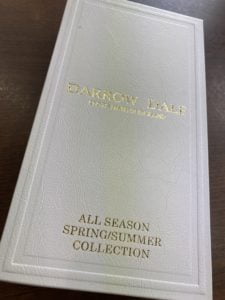 DARROW DALE
ALL SEASON
SPRING/SUMMER
COLLECTION